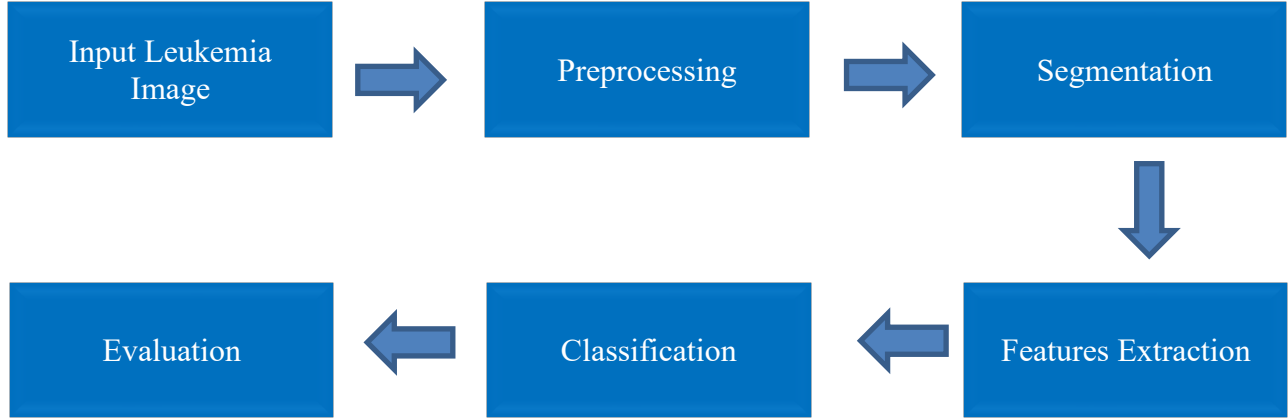 Input Leukemia
Image
Preprocessing
Segmentation
Features Extraction
Classification
Evaluation